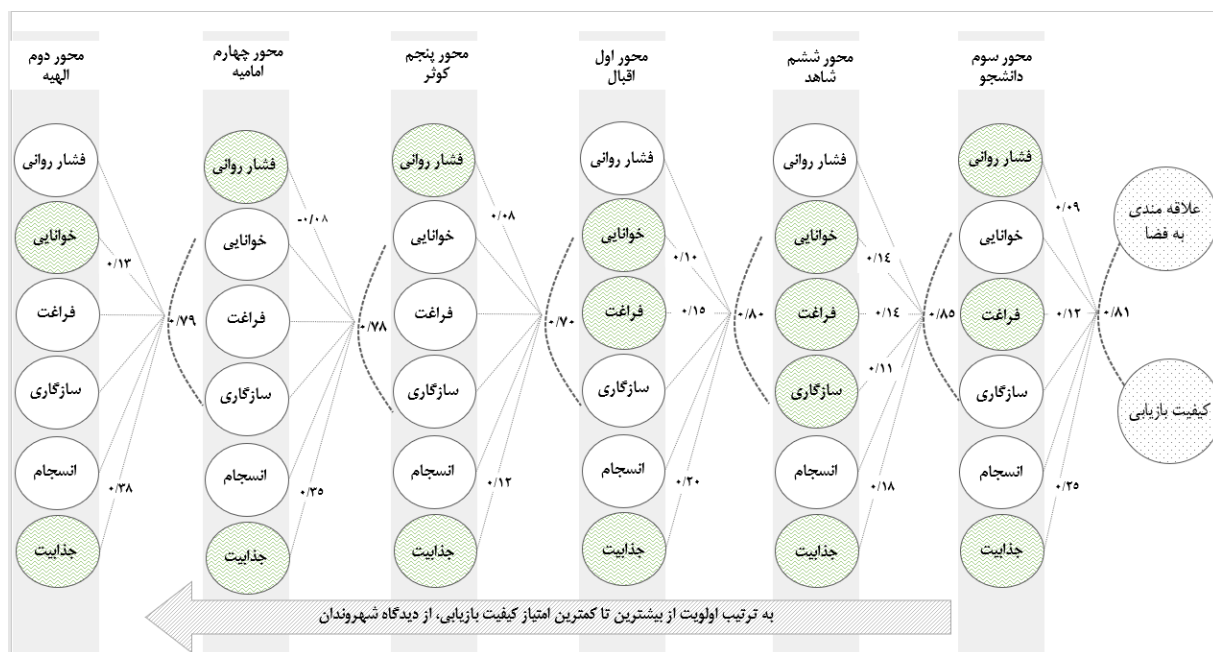 محور سوم
دانشجو
محور ششم
شاهد
محور اول
اقبال
محور پنجم
کوثر
محور چهارم
امامیه
محور دوم
الهیه
علاقه مندی
به فضا
کیفیت بازیابی
۰/۸۱
فشار روانی
خوانایی
فراغت
سازگاری
انسجام
جذابیت
۰/۰۹
۰/۱۲
۰/۲۵
۰/۸۵
فشار روانی
خوانایی
فراغت
سازگاری
انسجام
جذابیت
۰/۱٤
۰/۱٤
۰/۱۱
۰/۱۸
۰/۸۰
فشار روانی
خوانایی
فراغت
سازگاری
انسجام
جذابیت
۰/۱۰
۰/۱۵
۰/۲۰
۰/۷۰
فشار روانی
خوانایی
فراغت
سازگاری
انسجام
جذابیت
۰/۰۸
۰/۱۲
۰/۷۸
فشار روانی
خوانایی
فراغت
سازگاری
انسجام
جذابیت
-۰/۰۸
۰/۳۵
۰/۷۹
فشار روانی
خوانایی
فراغت
سازگاری
انسجام
جذابیت
۰/۱۳
۰/۳۸
به ترتیب اولویت از بیشترین تا کمترین امتیاز کیفیت بازیابی، از دیدگاه شهروندان